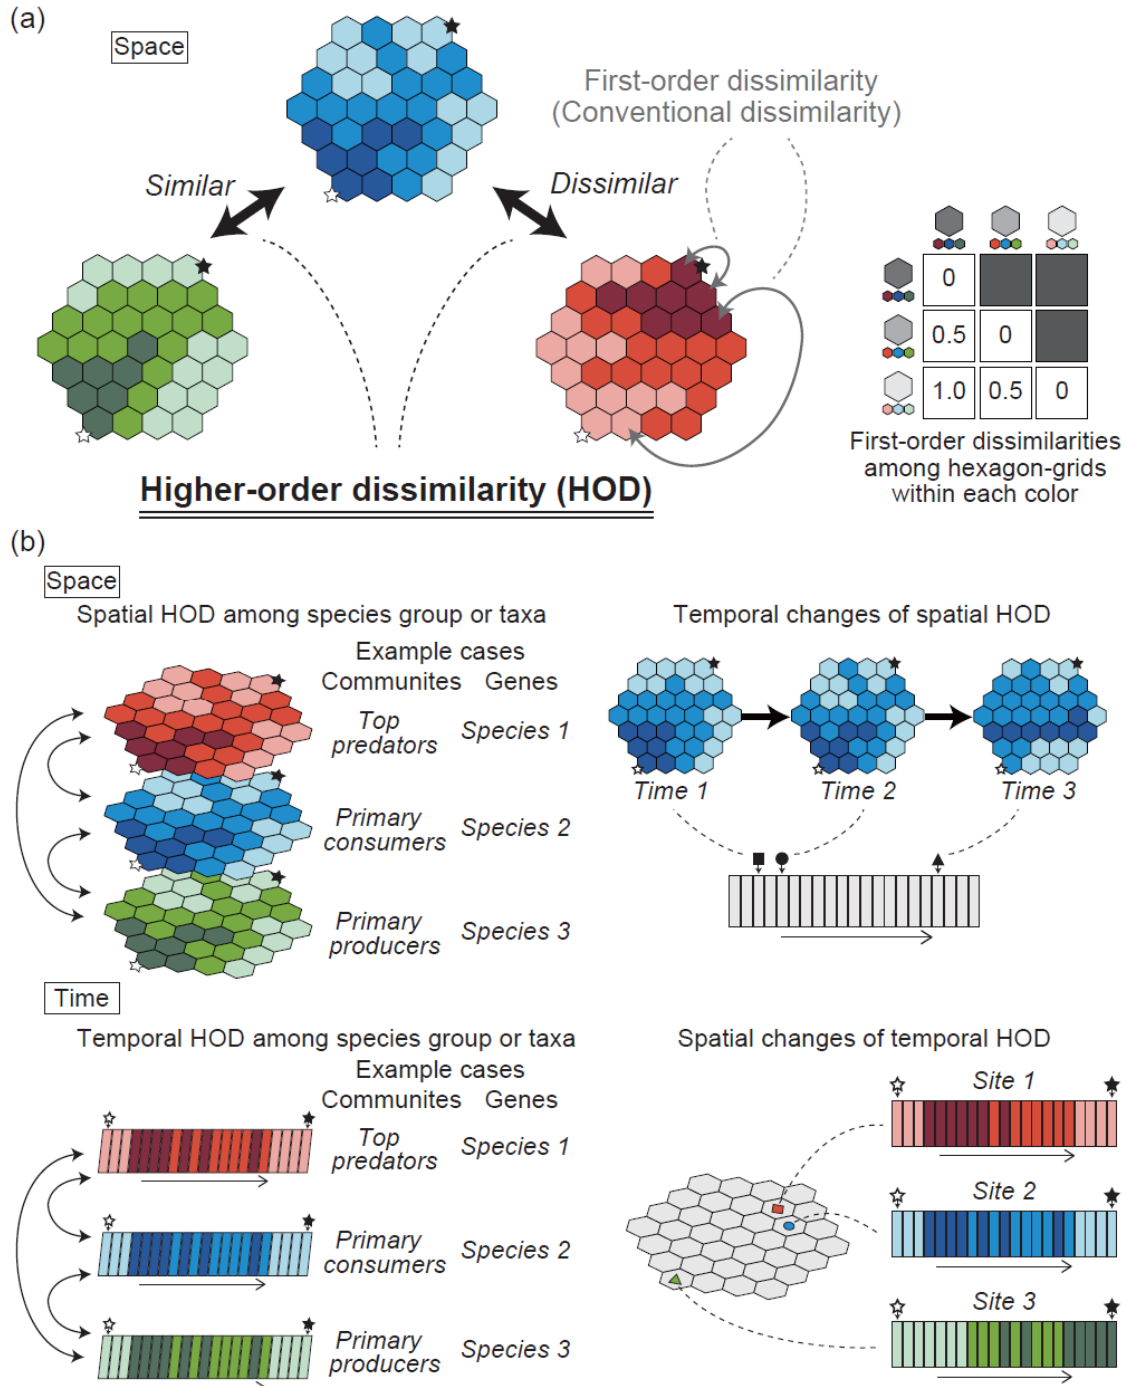 (a)
Space
First-order dissimilarity
(Conventional dissimilarity)
Similar
Dissimilar
0
0.5 0
1.0 0.5 0
First-order dissimilarities
among hexagon-grids
within each color
Higher-order dissimilarity (HOD)
(b)
Space
Spatial HOD among species group or taxa
Example cases
Communites Genes
Top
predators
Species 1
Primary
consumers
Species 2
Primary
producers
Species 3
Temporal changes of spatial HOD
Time 1
Time 2
Time 3
Time
Temporal HOD among species group or taxa
Example cases
Communites Genes
Top
predators
Species 1
Primary
consumers
Species 2
Primary
producers
Species 3
Spatial changes of temporal HOD
Site 1
Site 2
Site 3